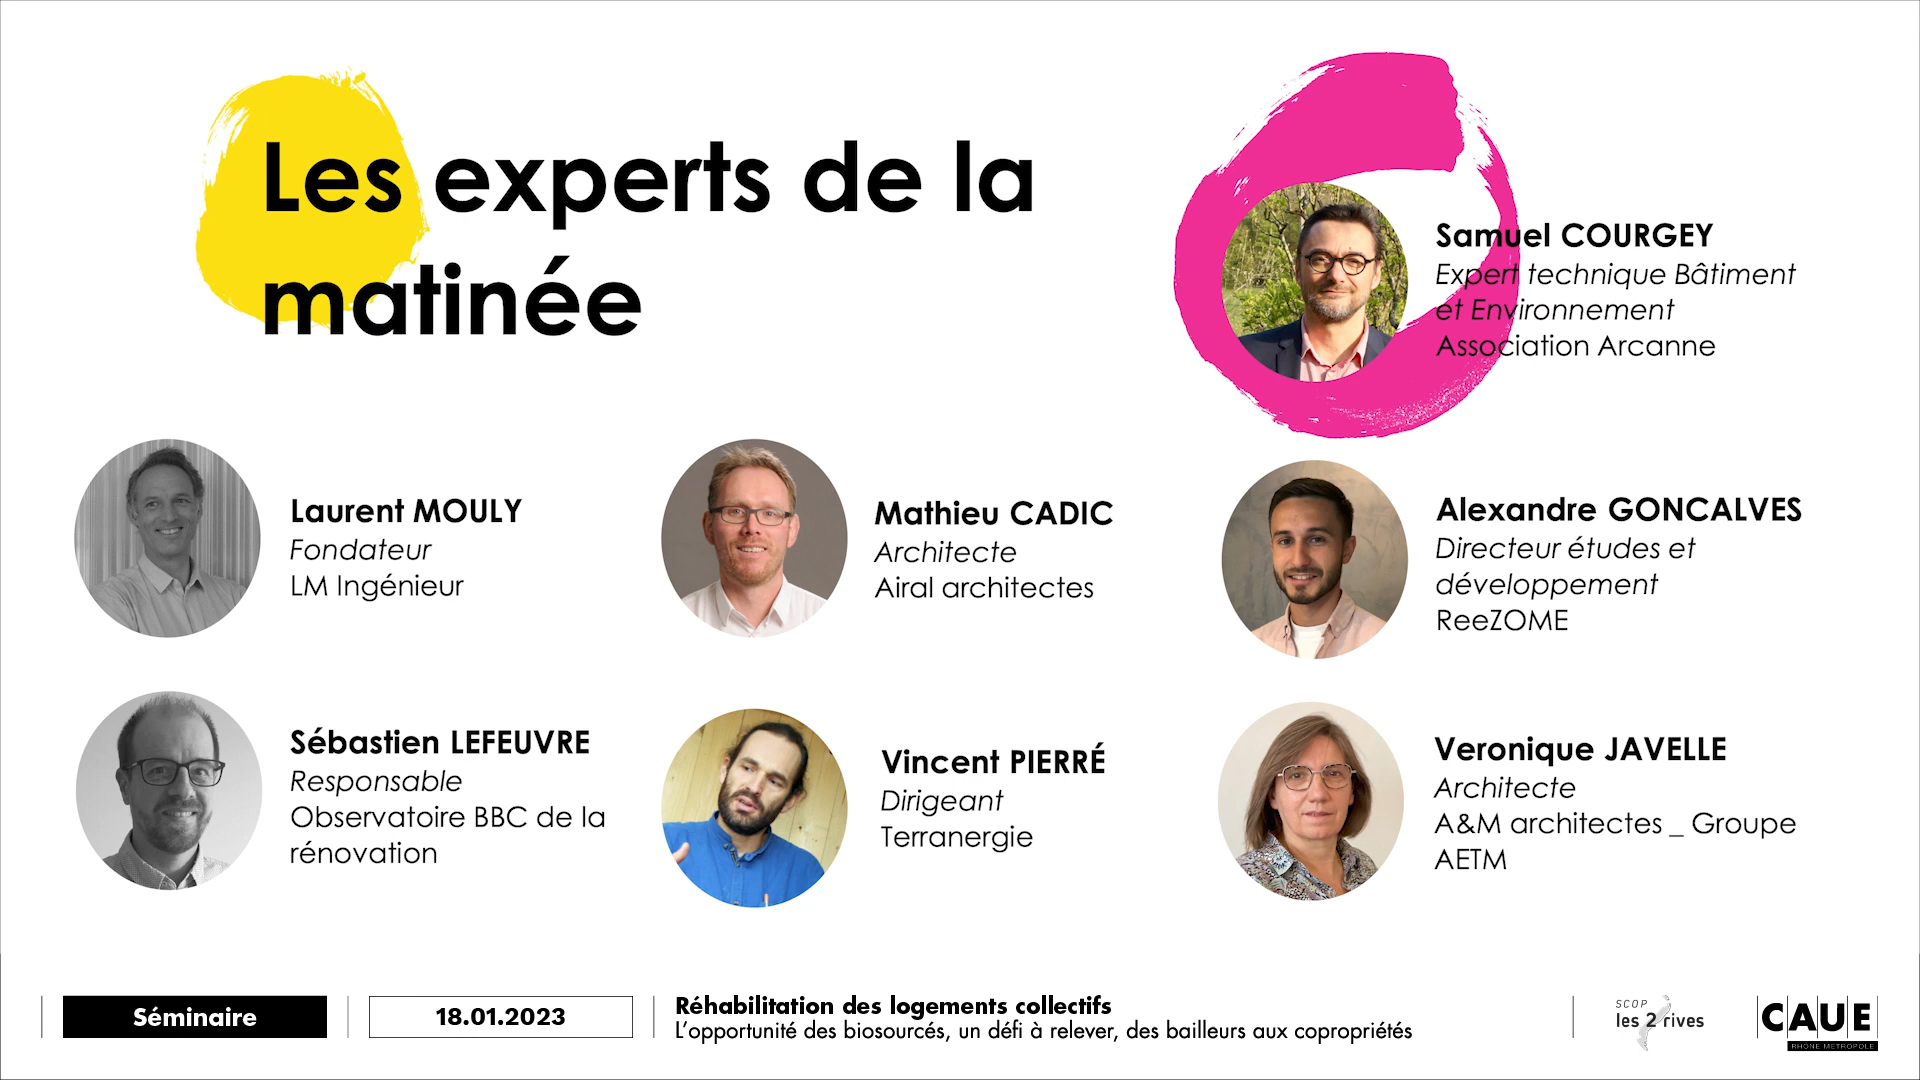 Les experts de la
matinée
Samuel COURGEY
Expert technique Bâtiment
et Environnement
Association Arcanne
Laurent MOULY
Fondateur
LM Ingénieur
Mathieu CADIC
Architecte
Airal architectes
Alexandre GONCALVES
Directeur études et
développement
ReeZOME
Sébastien LEFEUVRE
Responsable
Observatoire BBC de la
rénovation
Vincent PIERRÉ
Dirigeant
Terranergie
Veronique JAVELLE
Architecte
A&M architectes _ Groupe
AETM
Séminaire
18.01.2023
Réhabilitation des logements collectifs
L'opportunité des biosourcés, un défi à relever, des bailleurs aux copropriétés
SCOP
les 2 rives
CAUE
RHÔNE METROPOLE